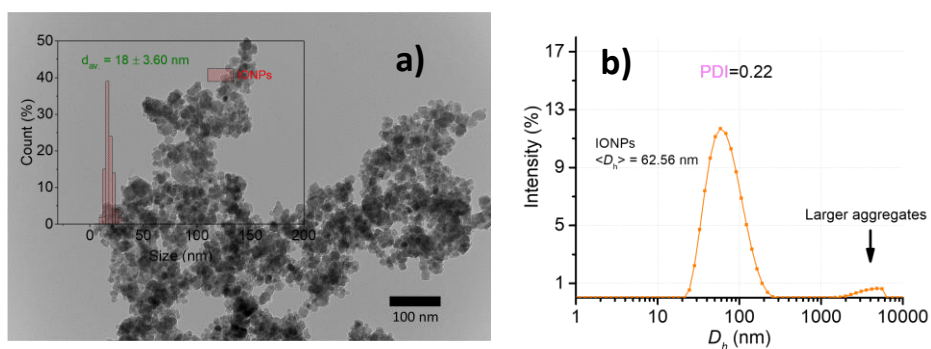 a)
d_av. = 18 ± 3.60 nm
IONPs
Count (%)
50
40
30
20
10
0
0 50 100 150 200
Size (nm)
100 nm
b)
PDI=0.22
IONPs
<D_h> = 62.56 nm
Larger aggregates
Intensity (%)
17
13
9
5
1
1 10 100 1000 10000
D_h (nm)